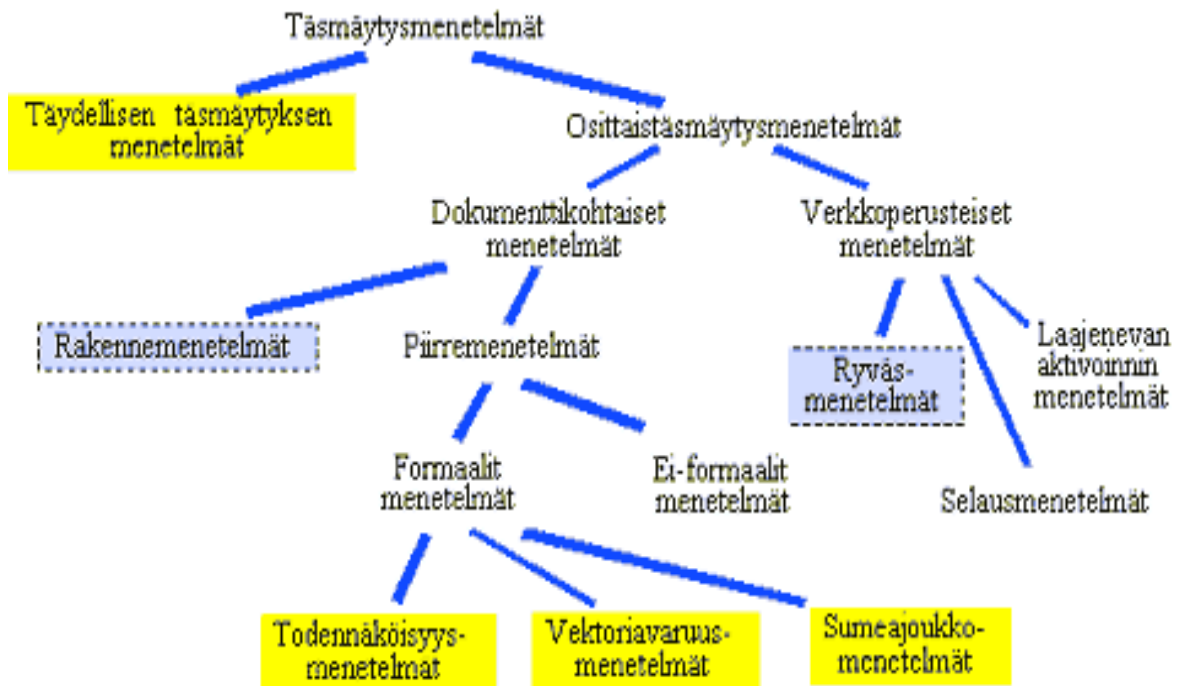 Täsmäytysmenetelmät
Täydellisen täsmäytyksen
menetelmät
Osittaistäsmäytysmenetelmät
Dokumenttikohtaiset
menetelmät
Verkkoperusteiset
menetelmät
Rakennemenetelmät
Piirremenetelmät
Ryväs-
menetelmät
Laajenevan
aktivoinnin
menetelmät
Formaalit
menetelmät
Ei-formaalit
menetelmät
Selausmenetelmät
Todennäköisyys-
menetelmät
Vektoriavaruus-
menetelmät
Sumeajoukko-
menetelmät